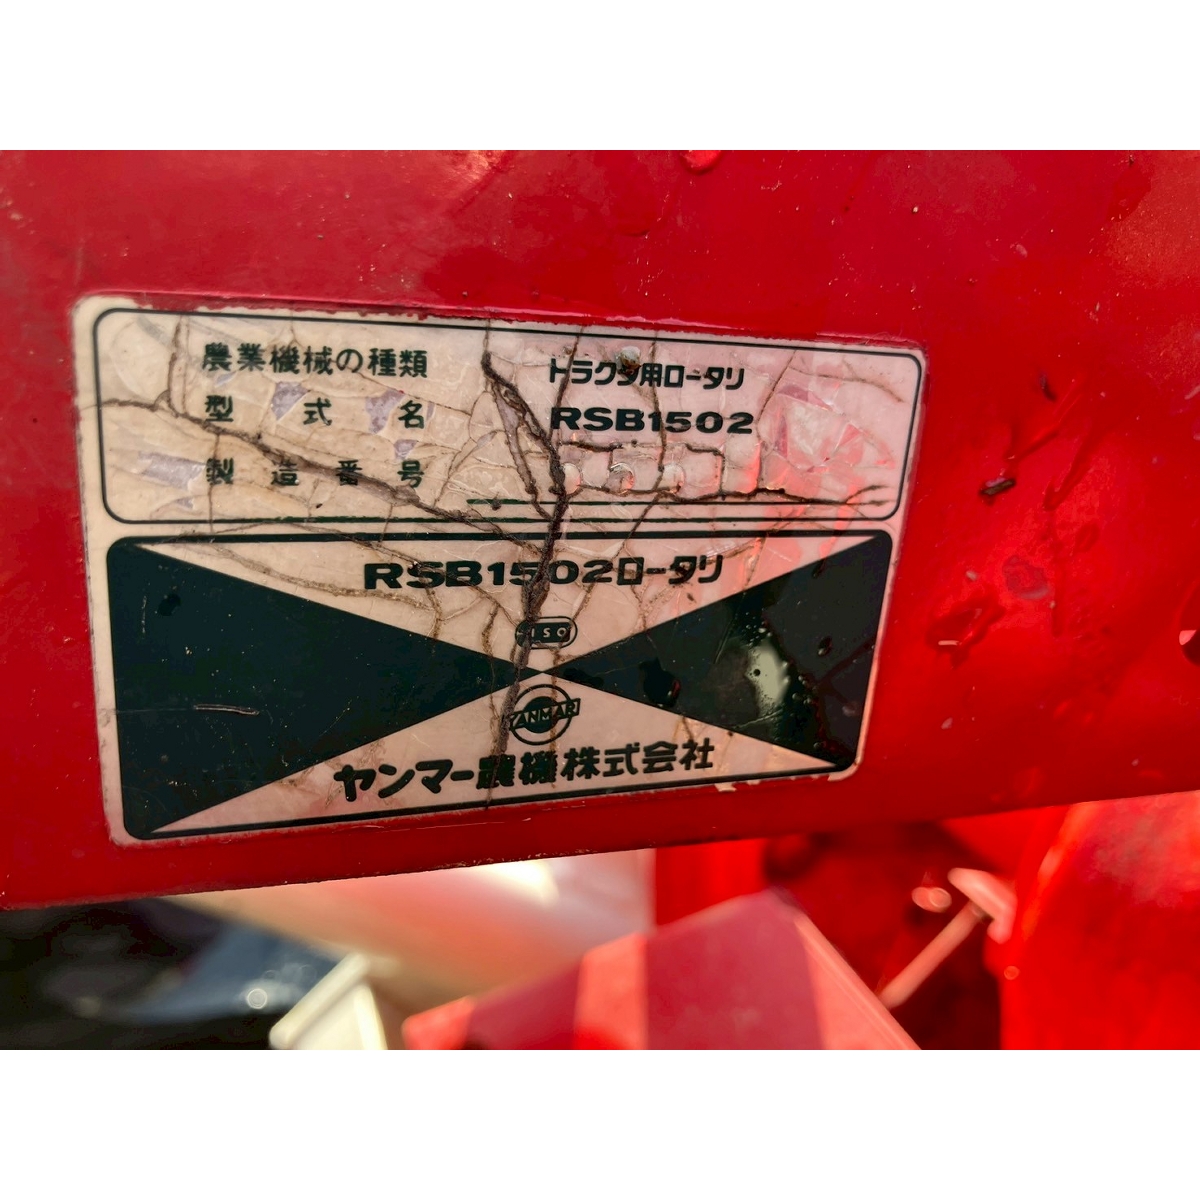 農業機械の種類 トラクタ用ロータリ
型式名 RSB1502
製造番号
RSB1502ロータリ
ISO
YANMAR
ヤンマー農機株式会社